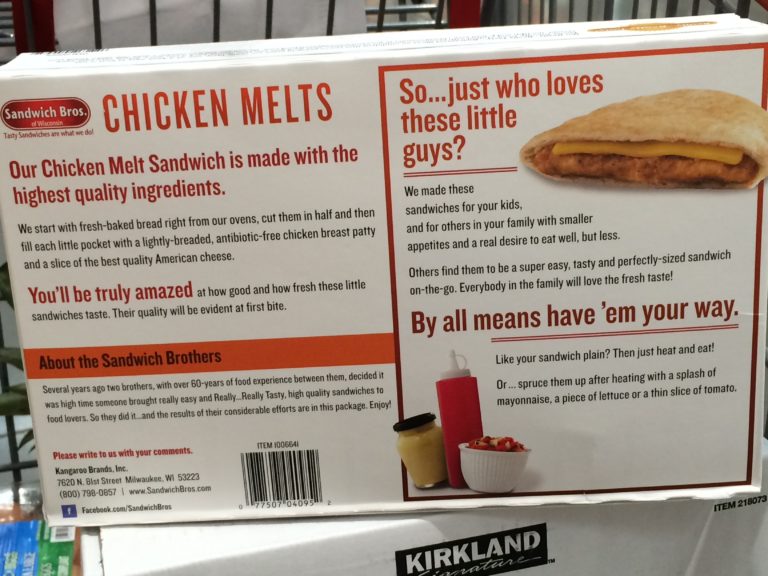 Sandwich Bros.
of Wisconsin
Tasty Sandwiches are what we do!
CHICKEN MELTS
Our Chicken Melt Sandwich is made with the
highest quality ingredients.
We start with fresh-baked bread right from our ovens, cut them in half and then
fill each little pocket with a lightly-breaded, antibiotic-free chicken breast patty
and a slice of the best quality American cheese.
You'll be truly amazed at how good and how fresh these little
sandwiches taste. Their quality will be evident at first bite.
About the Sandwich Brothers
Several years ago two brothers, with over 60-years of food experience between them, decided it
was high time someone brought really easy and Really...Really Tasty, high quality sandwiches to
food lovers. So they did it...and the results of their considerable efforts are in this package. Enjoy!
Please write to us with your comments.
Kangaroo Brands, Inc.
7620 N. 81st Street Milwaukee, WI 53223
(800) 798-0857 | www.SandwichBros.com
f Facebook.com/SandwichBros
ITEM 1006641
0 77507 04095 2
So...just who loves
these little
guys?
We made these
sandwiches for your kids,
and for others in your family with smaller
appetites and a real desire to eat well, but less.
Others find them to be a super easy, tasty and perfectly-sized sandwich
on-the-go. Everybody in the family will love the fresh taste!
By all means have 'em your way.
Like your sandwich plain? Then just heat and eat!
Or... spruce them up after heating with a splash of
mayonnaise, a piece of lettuce or a thin slice of tomato.
ITEM 218073
KIRKLAND
Signature™